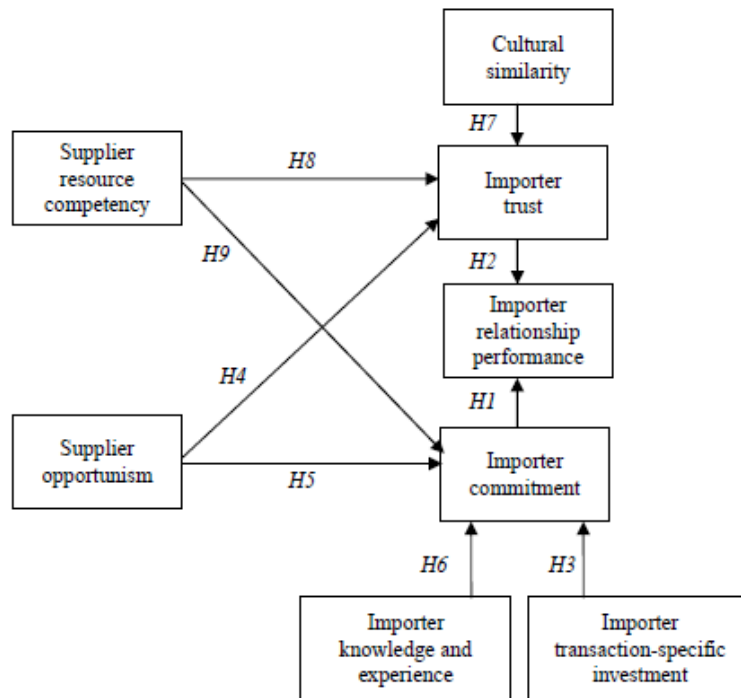 Cultural
similarity
H7
Supplier
resource
competency
H8
Importer
trust
H9
H2
Importer
relationship
performance
H4
H1
Supplier
opportunism
H5
Importer
commitment
H6
H3
Importer
knowledge and
experience
Importer
transaction-specific
investment